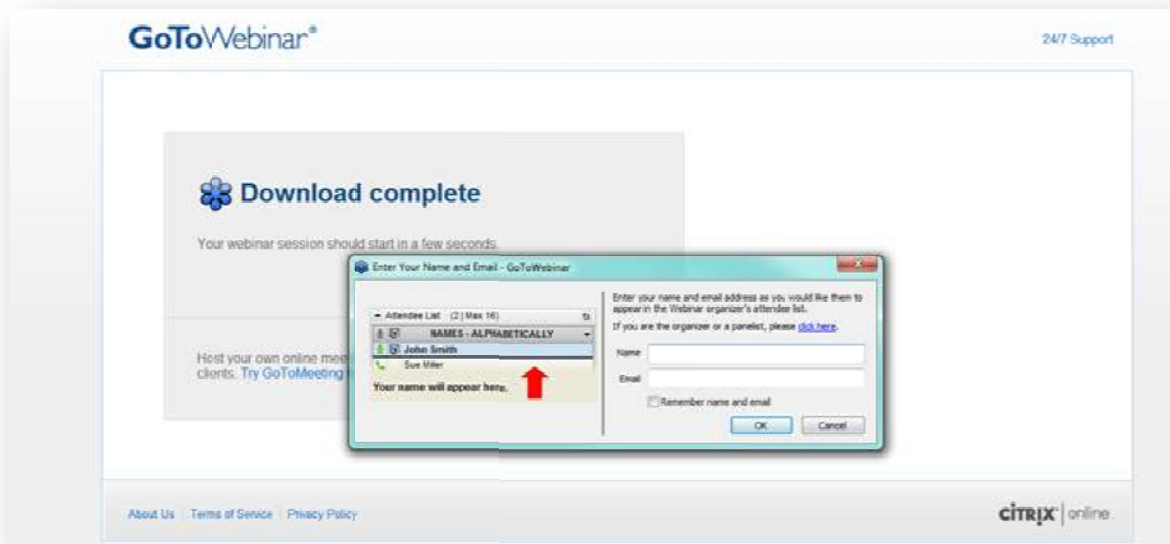 GoToWebinar®
24/7 Support
Download complete
Your webinar session should start in a few seconds.
Enter Your Name and Email - GoToWebinar
Attendee List (2 | Max 16)
NAMES - ALPHABETICALLY
John Smith
Sue Miller
Your name will appear here.
Enter your name and email address as you would like them to
appear in the Webinar organizer's attendee list.
If you are the organizer or a panelist, please click here.
Name
Email
Remember name and email
OK
Cancel
Host your own online mee
clients. Try GoToMeeting
About Us
Terms of Service
Privacy Policy
CITRIX online